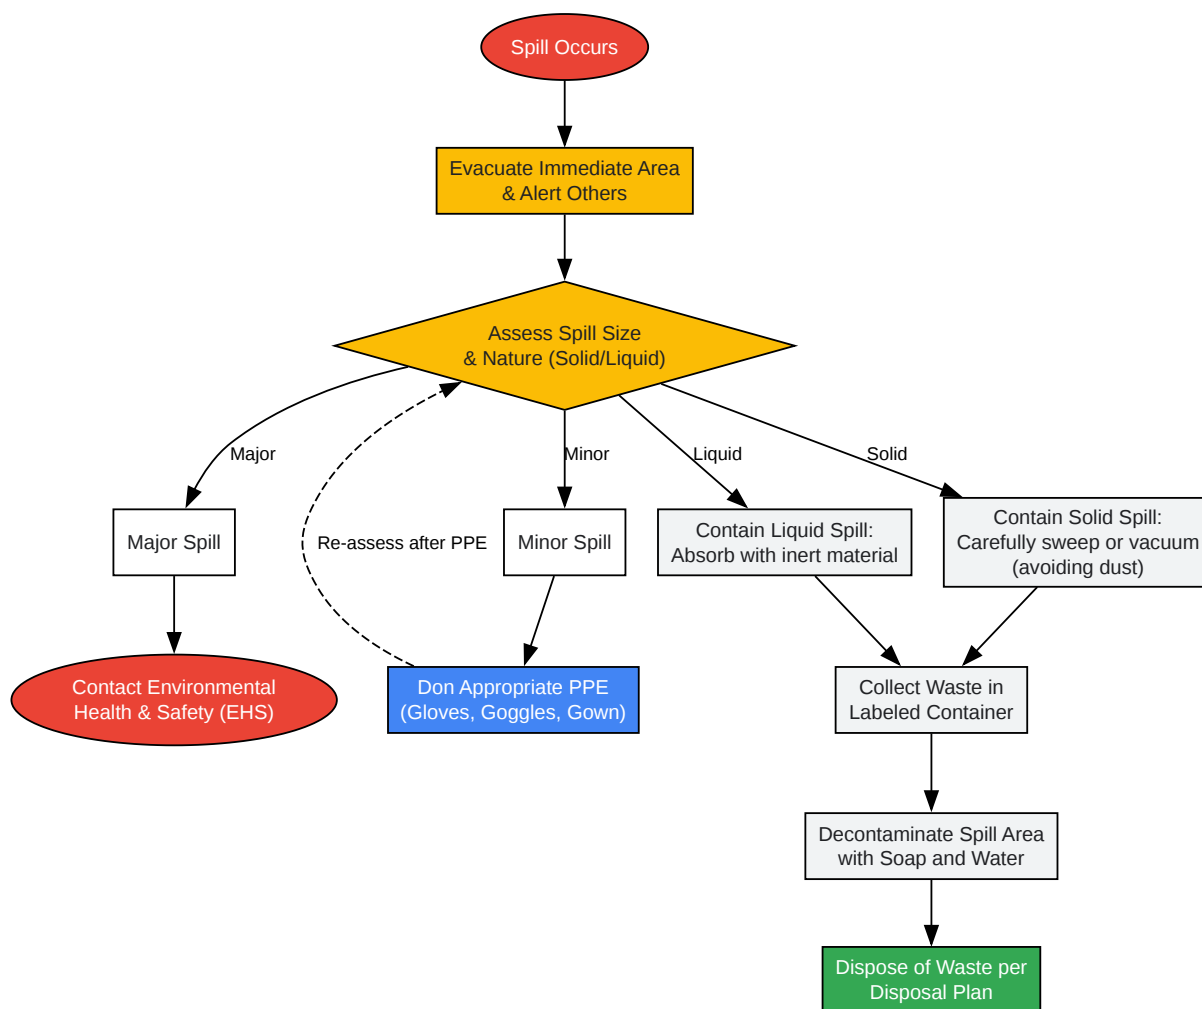 Spill Occurs
Evacuate Immediate Area
& Alert Others
Assess Spill Size
& Nature (Solid/Liquid)
Major
Minor
Liquid
Solid
Re-assess after PPE
Major Spill
Minor Spill
Contain Liquid Spill:
Absorb with inert material
Contain Solid Spill:
Carefully sweep or vacuum
(avoiding dust)
Contact Environmental
Health & Safety (EHS)
Don Appropriate PPE
(Gloves, Goggles, Gown)
Collect Waste in
Labeled Container
Decontaminate Spill Area
with Soap and Water
Dispose of Waste per
Disposal Plan